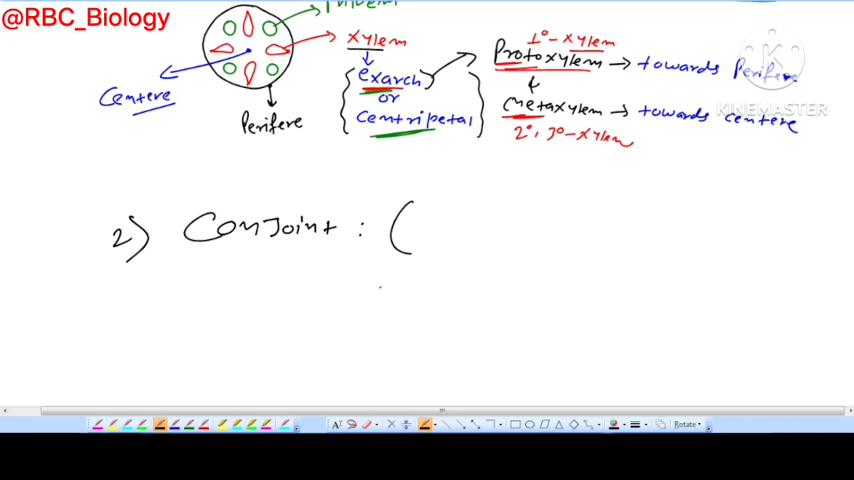 @RBC_Biology
Phloem
1°-xylem
xylem
Protoxylem → towards Perifere
exarch
or
Centripetal
Centere
Perifere
Metaxylem → towards centere
2°, 3°-xylem
KINEMASTER
2) Conjoint : (
Rotate